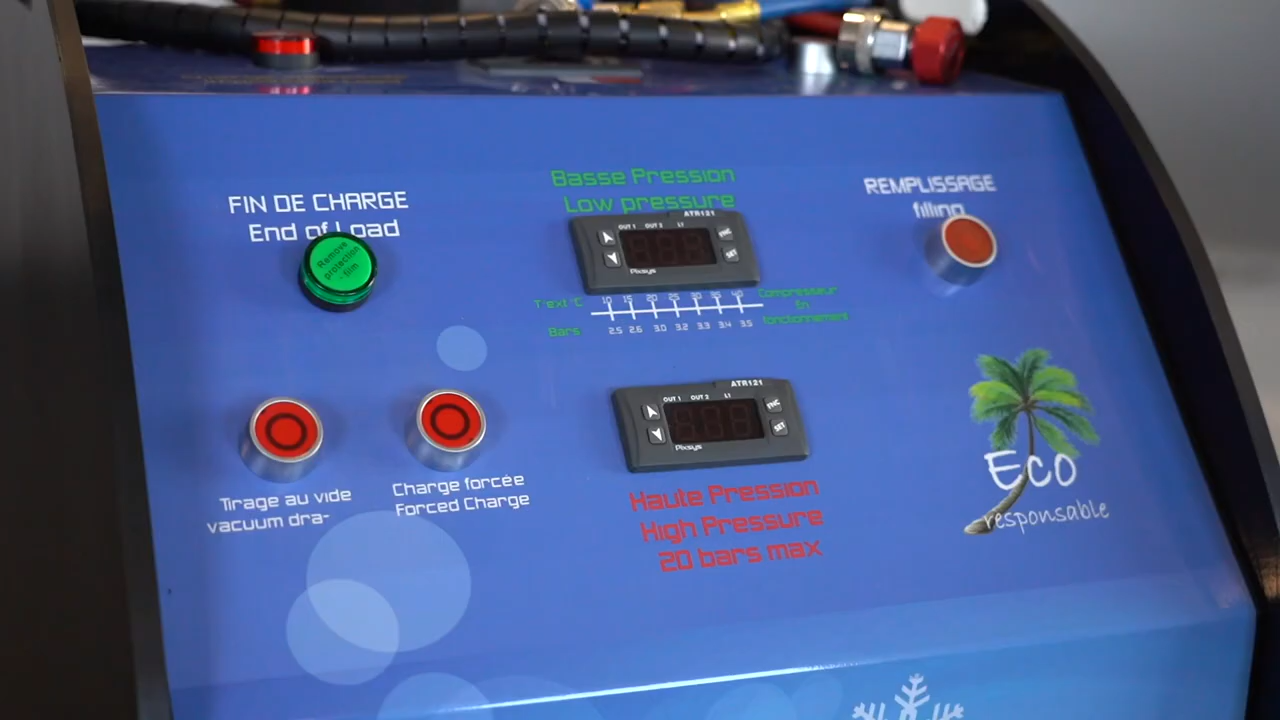 FIN DE CHARGE
End of Load
Remove
protection
film
Basse Pression
Low pressure
ATR121
OUT 1 OUT 2 L1
FNC
SET
Pixsys
T°ext °C 10 15 20 25 30 35 40
Bars 2.5 2.6 3.0 3.2 3.3 3.4 3.5
Compresseur
En
fonctionnement
REMPLISSAGE
filling
Tirage au vide
vacuum dra-
Charge forcée
Forced Charge
ATR121
OUT 1 OUT 2 L1
FNC
SET
Pixsys
Haute Pression
High Pressure
20 bars max
Eco
responsable